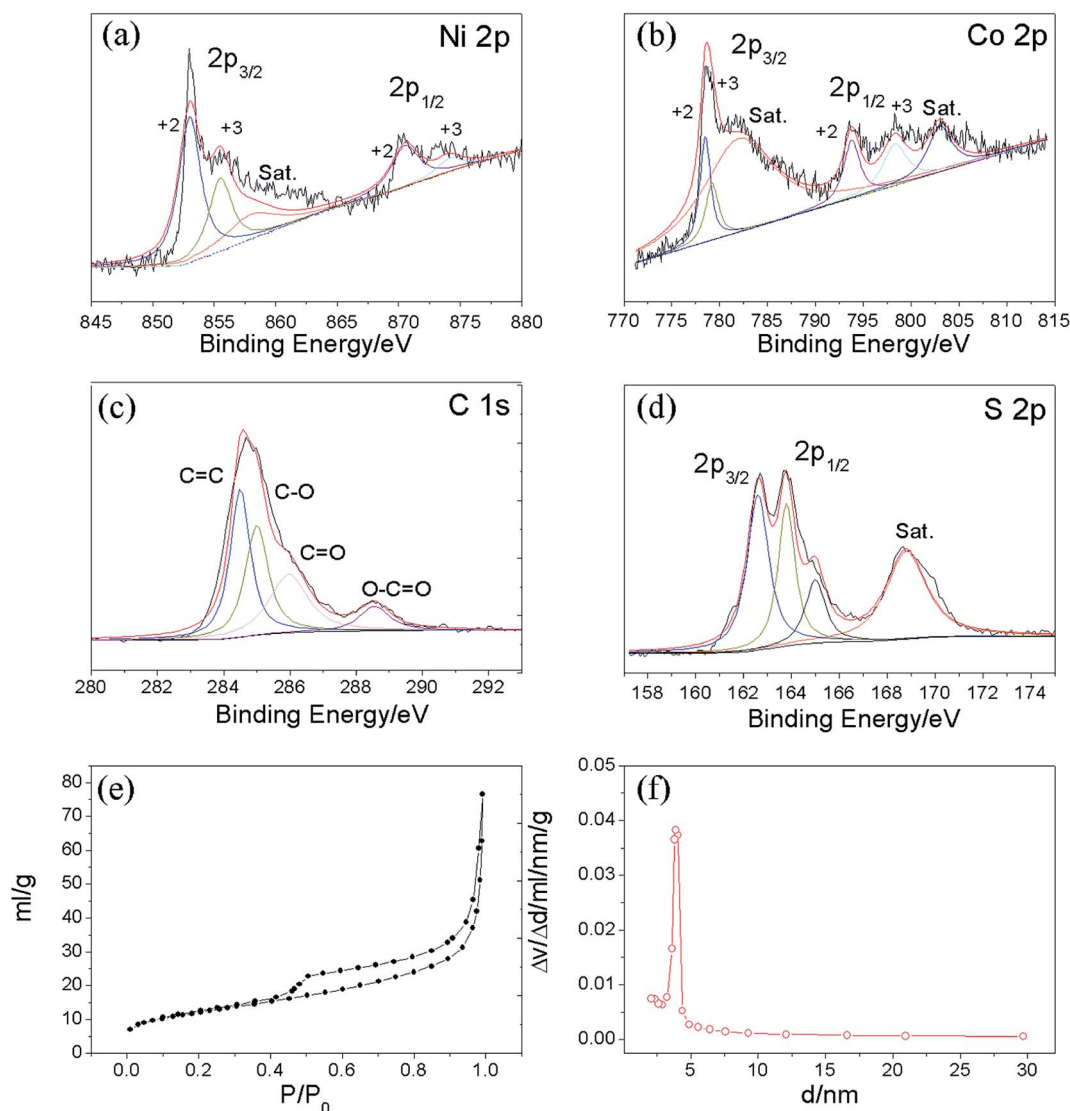 (a)
Ni 2p
2p3/2
+2
+3
Sat.
2p1/2
+2
+3
845 850 855 860 865 870 875 880
Binding Energy/eV
(b)
Co 2p
2p3/2
+3
+2
Sat.
2p1/2
+2
+3
Sat.
770 775 780 785 790 795 800 805 810 815
Binding Energy/eV
(c)
C 1s
C=C
C-O
C=O
O-C=O
280 282 284 286 288 290 292
Binding Energy/eV
(d)
S 2p
2p3/2
2p1/2
Sat.
158 160 162 164 166 168 170 172 174
Binding Energy/eV
(e)
80
70
60
50
40
30
20
10
0
ml/g
0.0 0.2 0.4 0.6 0.8 1.0
P/P0
(f)
0.05
0.04
0.03
0.02
0.01
0.00
Δv/Δd/ml/nm/g
5 10 15 20 25 30
d/nm